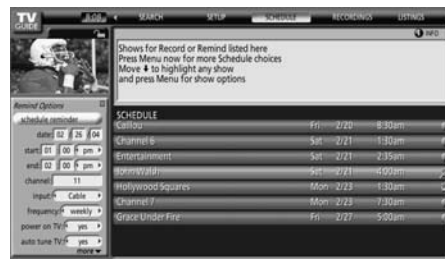 TV GUIDE
8:08
SEARCH SETUP SCHEDULE RECORDINGS LISTINGS
INFO
Shows for Record or Remind listed here
Press Menu now for more Schedule choices
Move ↓ to highlight any show
and press Menu for show options
Remind Options
schedule reminder
date: 02 26 04
start: 01 00 pm
end: 02 00 pm
channel: 11
input: Cable
frequency: weekly
power on TV: yes
auto tune TV: yes
more
SCHEDULE
Caillou Fri 2/20 8:30am
Channel 6 Sat 2/21 1:30am
Entertainment Sat 2/21 2:35am
John Walsh Sat 2/21 4:00am
Hollywood Squares Mon 2/23 1:30am
Channel 7 Mon 2/23 7:30am
Grace Under Fire Fri 2/27 5:00am